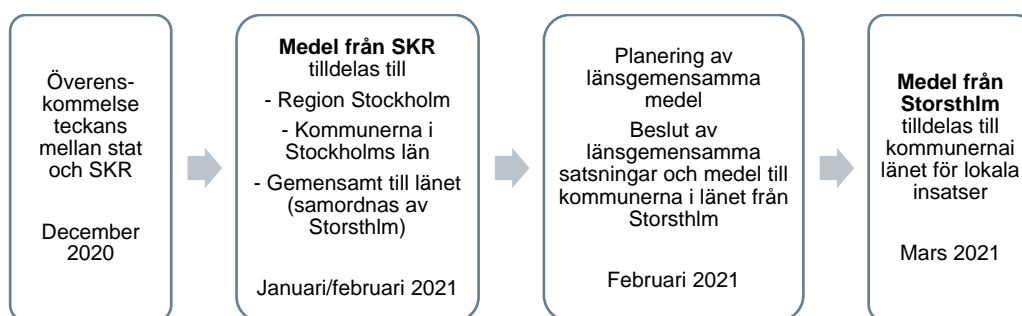 Överens-
kommelse
teckans
mellan stat
och SKR
December
2020
Medel från SKR
tilldelas till
- Region Stockholm
- Kommunerna i
Stockholms län
- Gemensamt till länet
(samordnas av
Storsthlm)
Januari/februari 2021
Planering av
länsgemensamma
medel
Beslut av
länsgemensamma
satsningar och medel till
kommunerna i länet från
Storsthlm
Februari 2021
Medel från
Storsthlm
tilldelas till
kommunernai
länet för lokala
insatser
Mars 2021